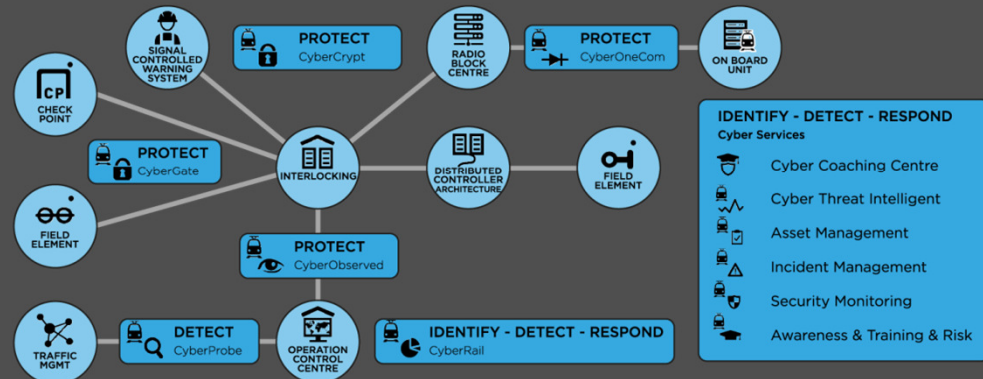 SIGNAL
CONTROLLED
WARNING
SYSTEM
PROTECT
CyberCrypt
RADIO
BLOCK
CENTRE
PROTECT
CyberOneCom
ON BOARD
UNIT
CP
CHECK
POINT
PROTECT
CyberGate
INTERLOCKING
DISTRIBUTED
CONTROLLER
ARCHITECTURE
FIELD
ELEMENT
FIELD
ELEMENT
PROTECT
CyberObserved
TRAFFIC
MGMT
DETECT
CyberProbe
OPERATION
CONTROL
CENTRE
IDENTIFY - DETECT - RESPOND
CyberRail
IDENTIFY - DETECT - RESPOND
Cyber Services
Cyber Coaching Centre
Cyber Threat Intelligent
Asset Management
Incident Management
Security Monitoring
Awareness & Training & Risk